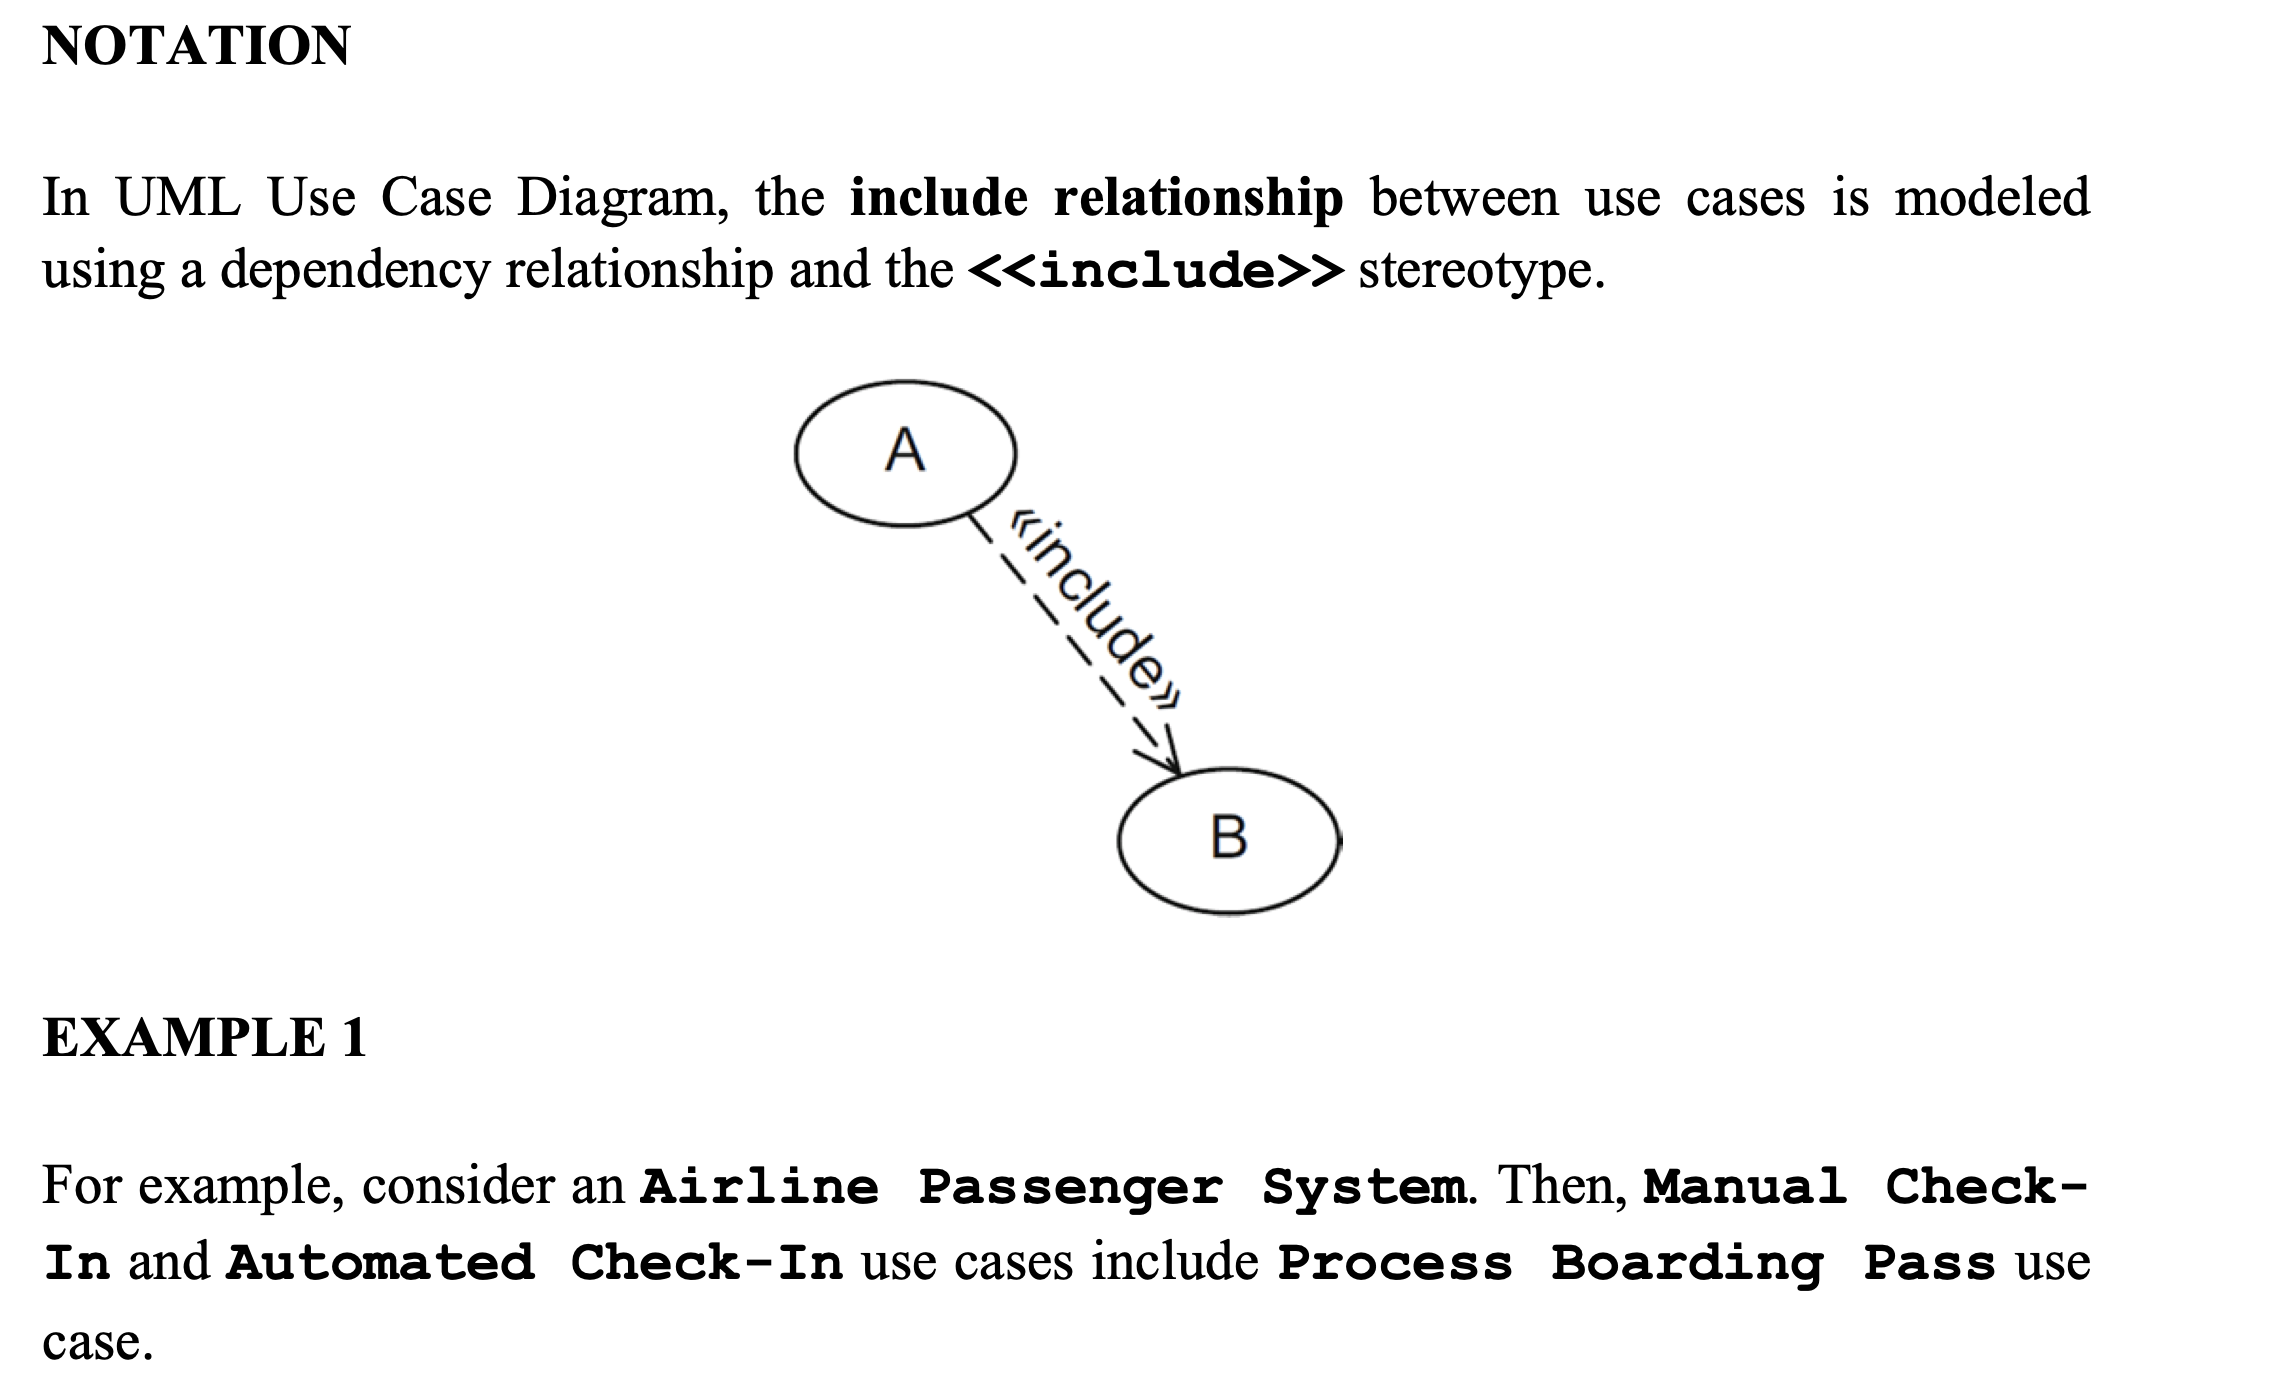 NOTATION
In UML Use Case Diagram, the include relationship between use cases is modeled
using a dependency relationship and the <<include>> stereotype.
A
«include»
B
EXAMPLE 1
For example, consider an Airline Passenger System. Then, Manual Check-
In and Automated Check-In use cases include Process Boarding Pass use
case.